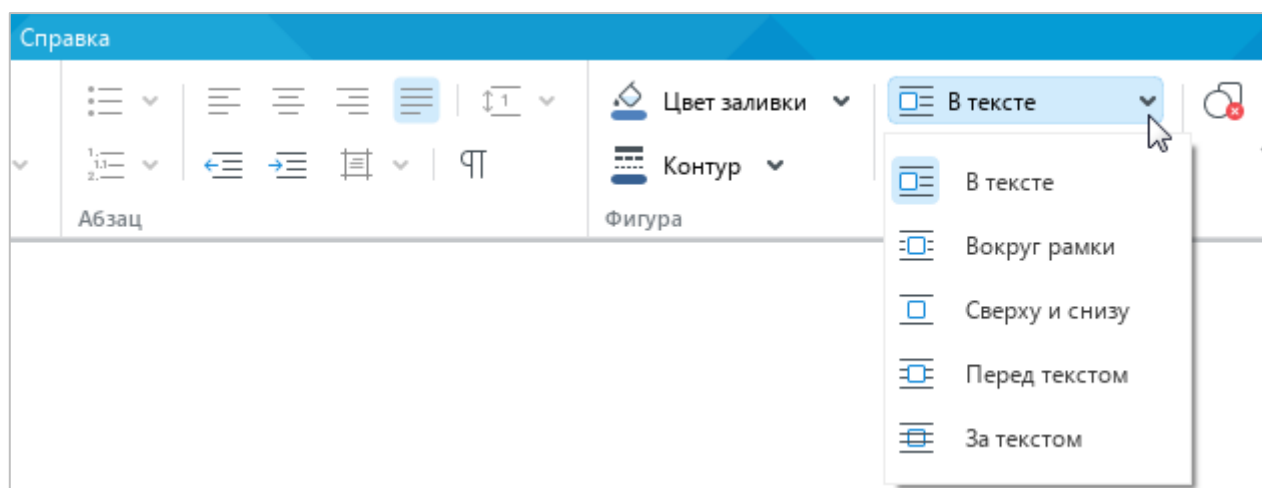 Справка
Цвет заливки
В тексте
Контур
Абзац
Фигура
В тексте
Вокруг рамки
Сверху и снизу
Перед текстом
За текстом